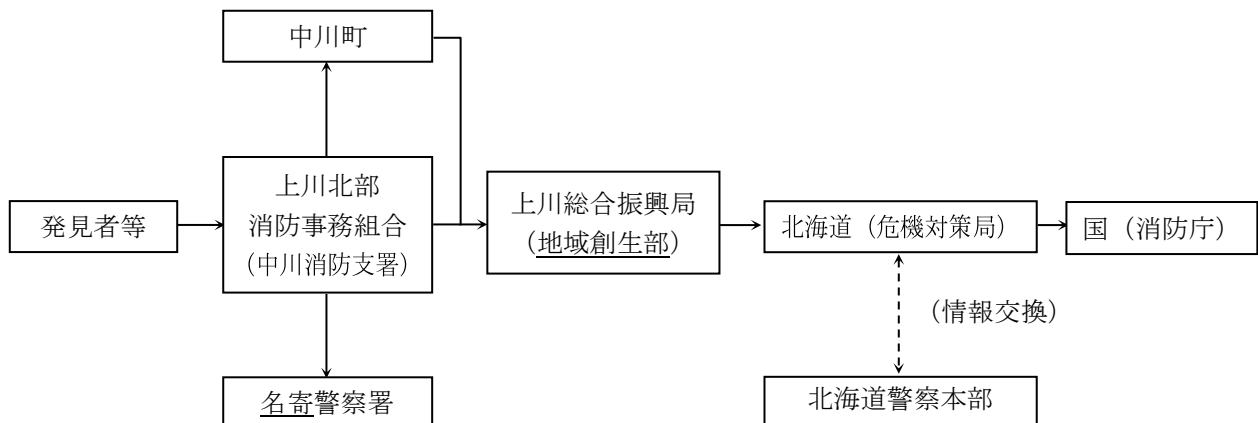 中川町
発見者等
上川北部
消防事務組合
（中川消防支署）
上川総合振興局
（地域創生部）
北海道（危機対策局）
国（消防庁）
（情報交換）
名寄警察署
北海道警察本部